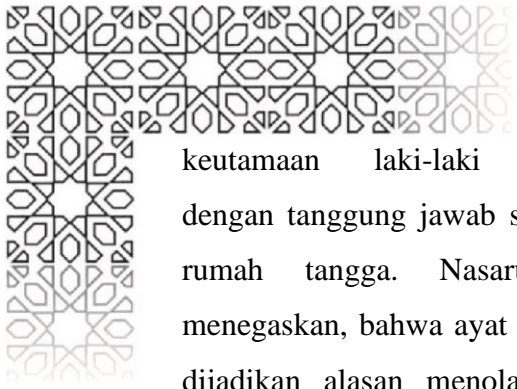 keutamaan laki-laki
dengan tanggung jawab
rumah tangga.
menegaskan, bahwa ayat
dijadikan alasan